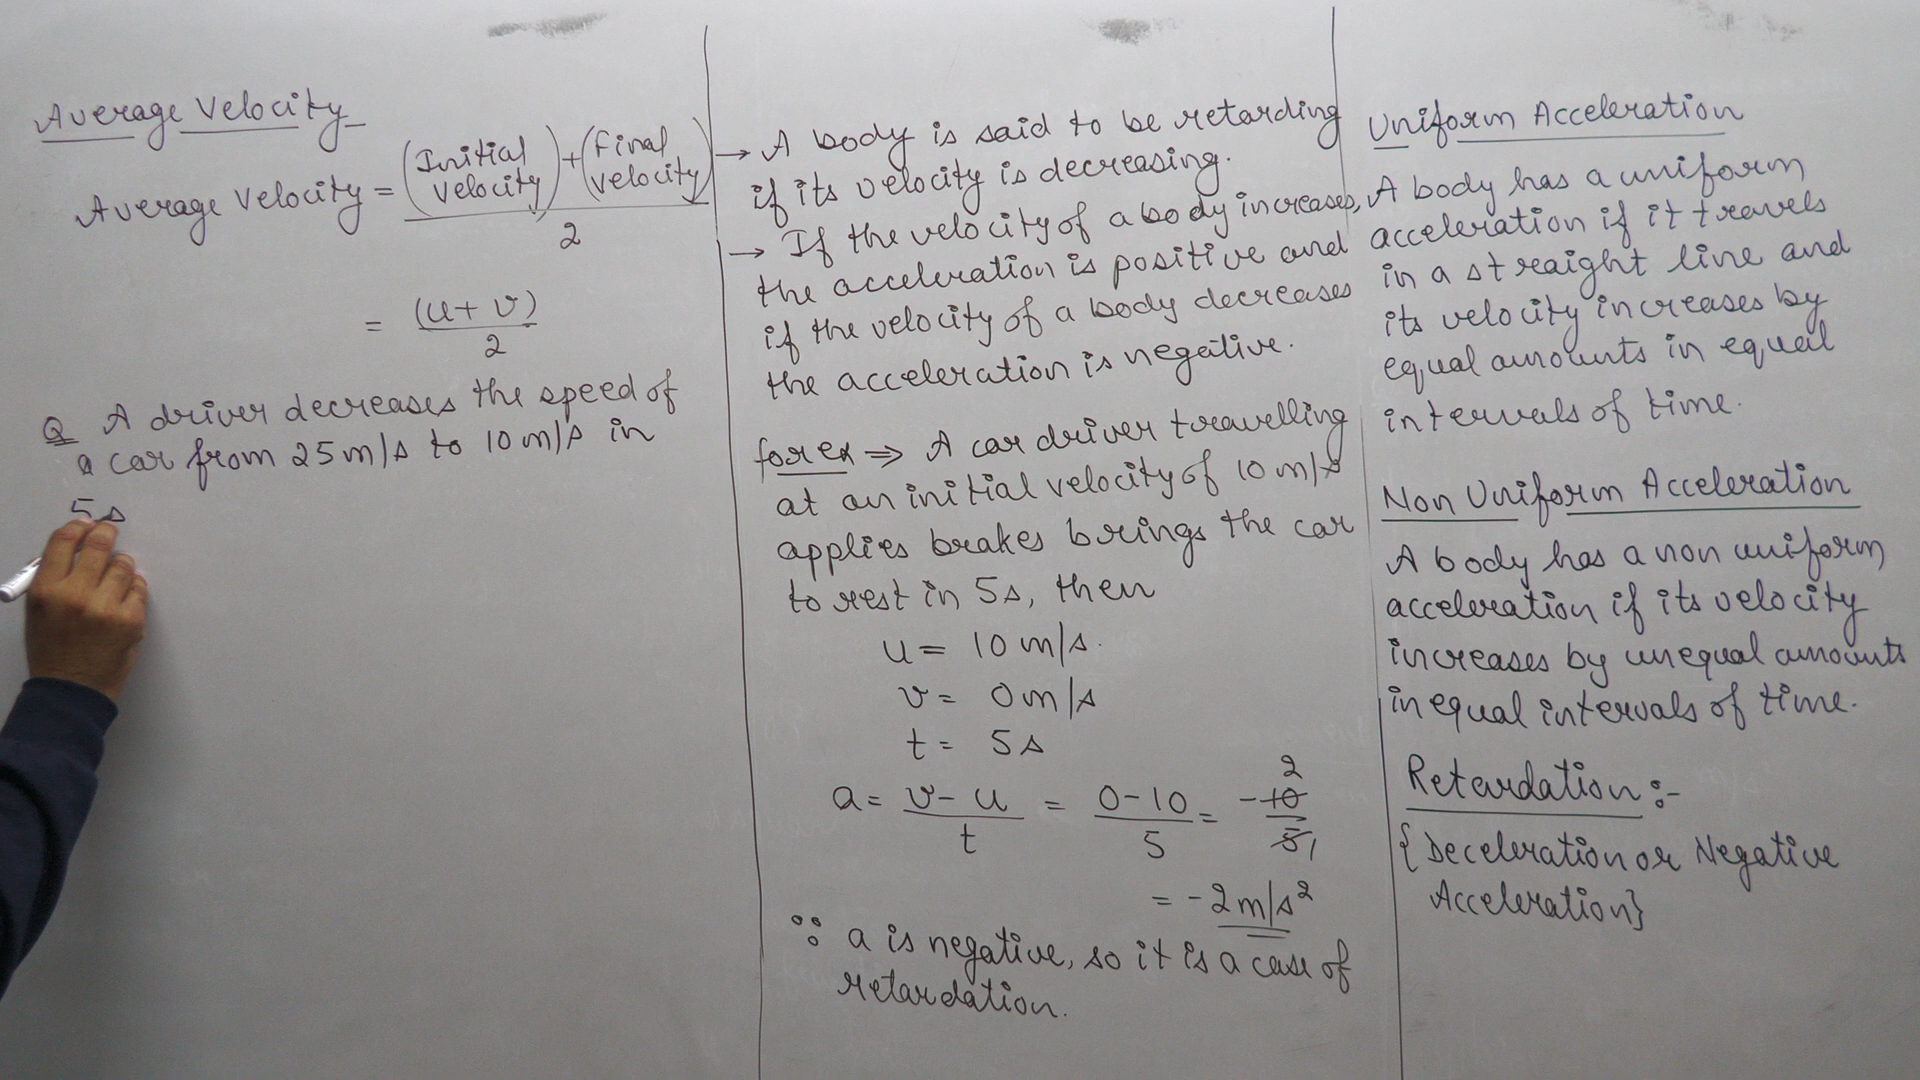 Average Velocity
Average Velocity = (Initial Velocity) + (Final Velocity)
2
= (u + v)
2
Q A driver decreases the speed of
a car from 25 m/s to 10 m/s in
5s
→ A body is said to be retarding
if its velocity is decreasing.
→ If the velocity of a body increases,
the acceleration is positive and
if the velocity of a body decreases
the acceleration is negative.
for ex ⇒ A car driver travelling
at an initial velocity of 10 m/s
applies brakes brings the car
to rest in 5s, then
u = 10 m/s.
v = 0 m/s
t = 5s
a = v - u / t = 0 - 10 / 5 = -10 2 / 5 1
= -2 m/s²
∵ a is negative, so it is a case of
retardation.
Uniform Acceleration
A body has a uniform
acceleration if it travels
in a straight line and
its velocity increases by
equal amounts in equal
intervals of time.
Non Uniform Acceleration
A body has a non uniform
acceleration if its velocity
increases by unequal amounts
in equal intervals of time.
Retardation :-
{Deceleration or Negative
Acceleration}